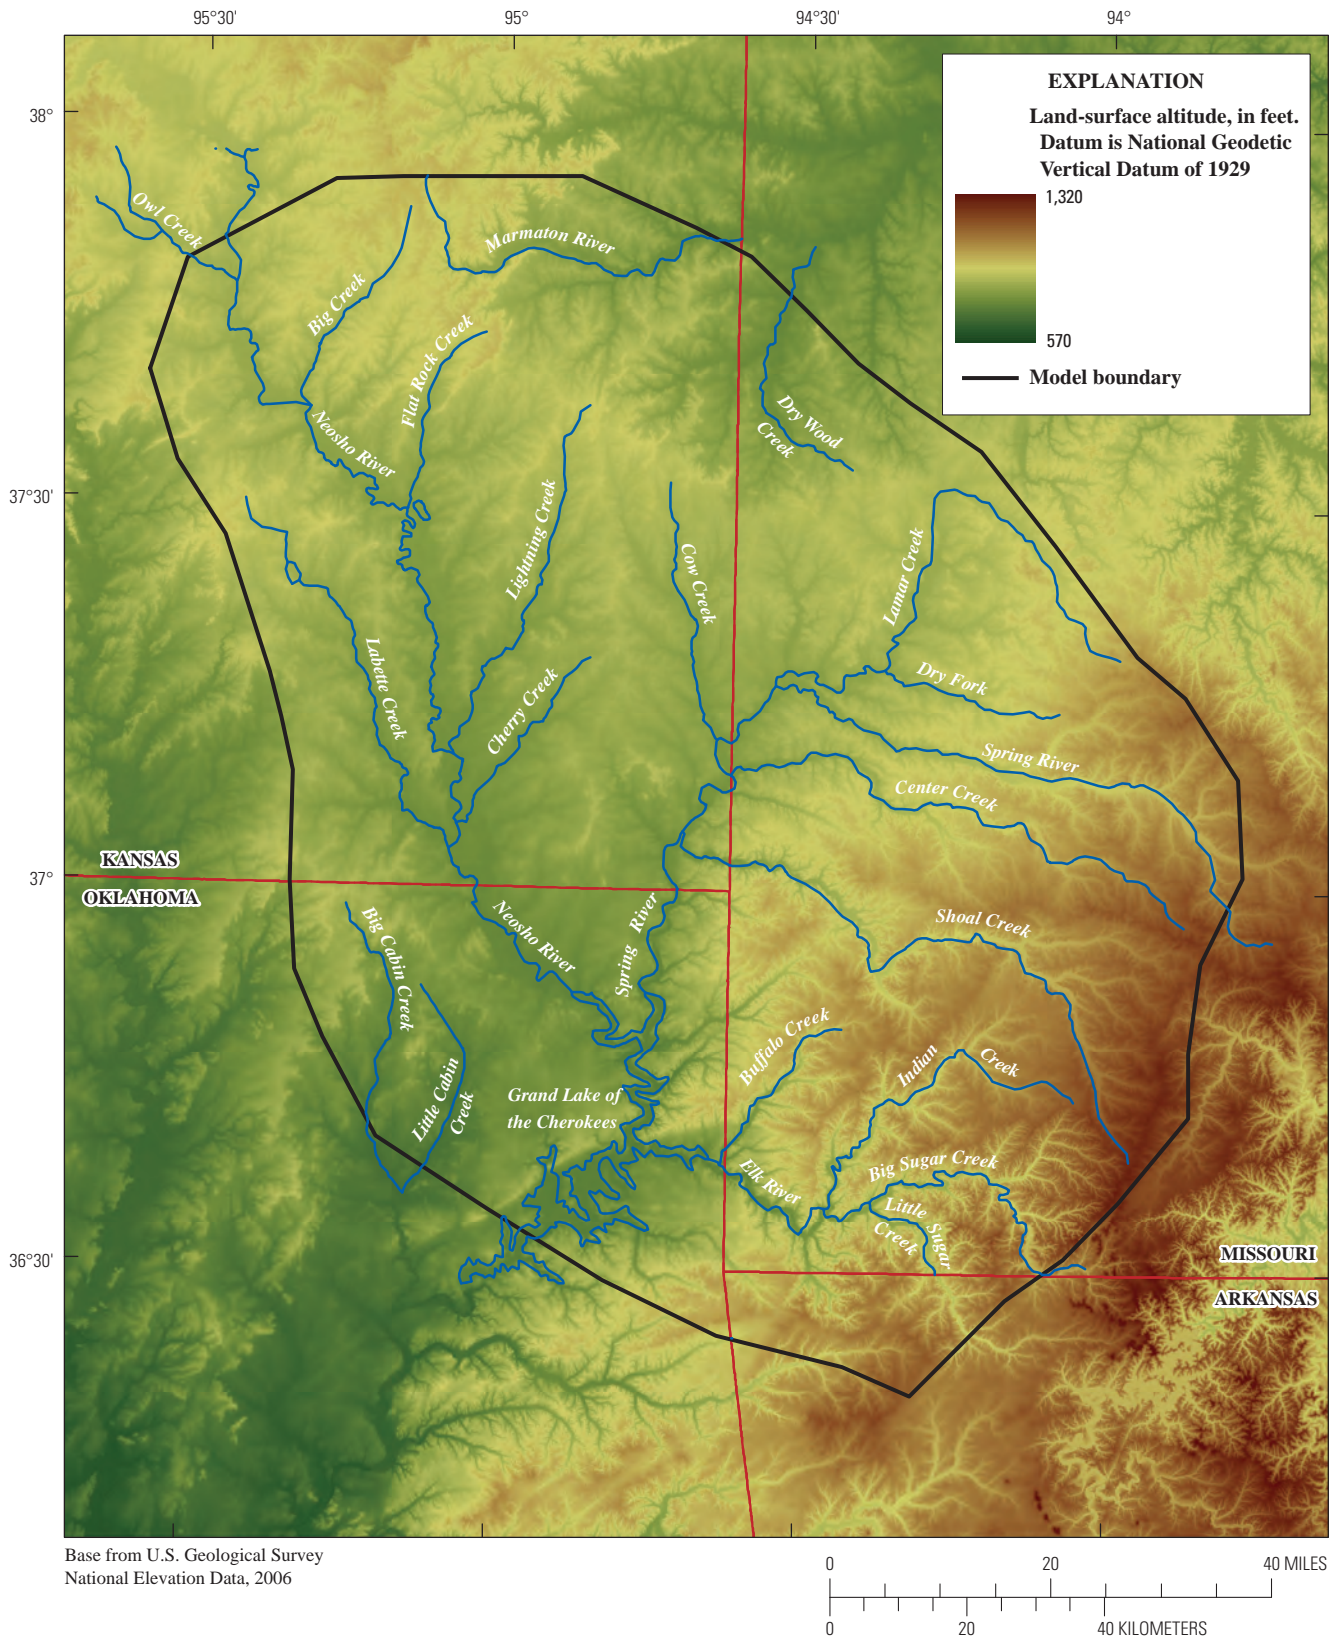 95°30'
95°
94°30'
94°
38°
37°30'
37°
36°30'
EXPLANATION
Land-surface altitude, in feet.
Datum is National Geodetic
Vertical Datum of 1929
1,320
570
Model boundary
Owl Creek
Marmaton River
Big Creek
Flat Rock Creek
Neosho River
Dry Wood
Creek
Lightning Creek
Cow Creek
Lamar Creek
Labette Creek
Cherry Creek
Dry Fork
Spring River
Center Creek
KANSAS
OKLAHOMA
Big Cabin Creek
Neosho River
Spring River
Shoal Creek
Buffalo Creek
Indian
Creek
Little Cabin
Creek
Grand Lake of
the Cherokees
Elk River
Big Sugar Creek
Little Sugar
Creek
MISSOURI
ARKANSAS
Base from U.S. Geological Survey
National Elevation Data, 2006
0
20
40 MILES
0
20
40 KILOMETERS